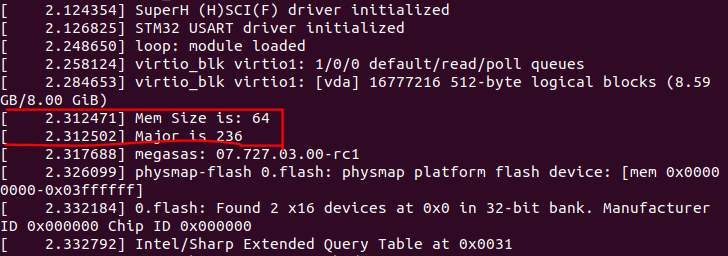 [    2.124354] SuperH (H)SCI(F) driver initialized
[    2.126825] STM32 USART driver initialized
[    2.248650] loop: module loaded
[    2.258124] virtio_blk virtio1: 1/0/0 default/read/poll queues
[    2.284653] virtio_blk virtio1: [vda] 16777216 512-byte logical blocks (8.59
GB/8.00 GiB)
[    2.312471] Mem Size is: 64
[    2.312502] Major is 236
[    2.317688] megasas: 07.727.03.00-rc1
[    2.326099] physmap-flash 0.flash: physmap platform flash device: [mem 0x0000
0000-0x03ffffff]
[    2.332184] 0.flash: Found 2 x16 devices at 0x0 in 32-bit bank. Manufacturer
ID 0x000000 Chip ID 0x000000
[    2.332792] Intel/Sharp Extended Query Table at 0x0031